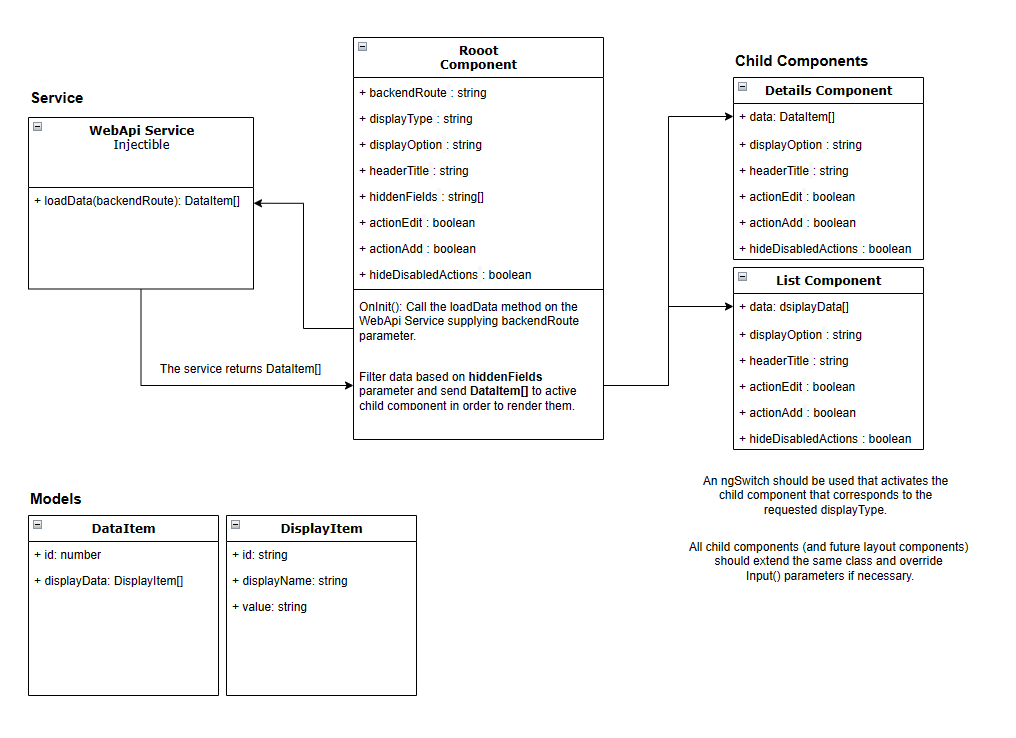 Service
WebApi Service
Injectible
+ loadData(backendRoute): DataItem[]
Rooot
Component
+ backendRoute : string
+ displayType : string
+ displayOption : string
+ headerTitle : string
+ hiddenFields : string[]
+ actionEdit : boolean
+ actionAdd : boolean
+ hideDisabledActions : boolean
OnInit(): Call the loadData method on the
WebApi Service supplying backendRoute
parameter.
The service returns DataItem[]
Filter data based on hiddenFields
parameter and send DataItem[] to active
child component in order to render them.
Child Components
Details Component
+ data: DataItem[]
+ displayOption : string
+ headerTitle : string
+ actionEdit : boolean
+ actionAdd : boolean
+ hideDisabledActions : boolean
List Component
+ data: dsiplayData[]
+ displayOption : string
+ headerTitle : string
+ actionEdit : boolean
+ actionAdd : boolean
+ hideDisabledActions : boolean
An ngSwitch should be used that activates the
child component that corresponds to the
requested displayType.
All child components (and future layout components)
should extend the same class and override
Input() parameters if necessary.
Models
DataItem
+ id: number
+ displayData: DisplayItem[]
DisplayItem
+ id: string
+ displayName: string
+ value: string